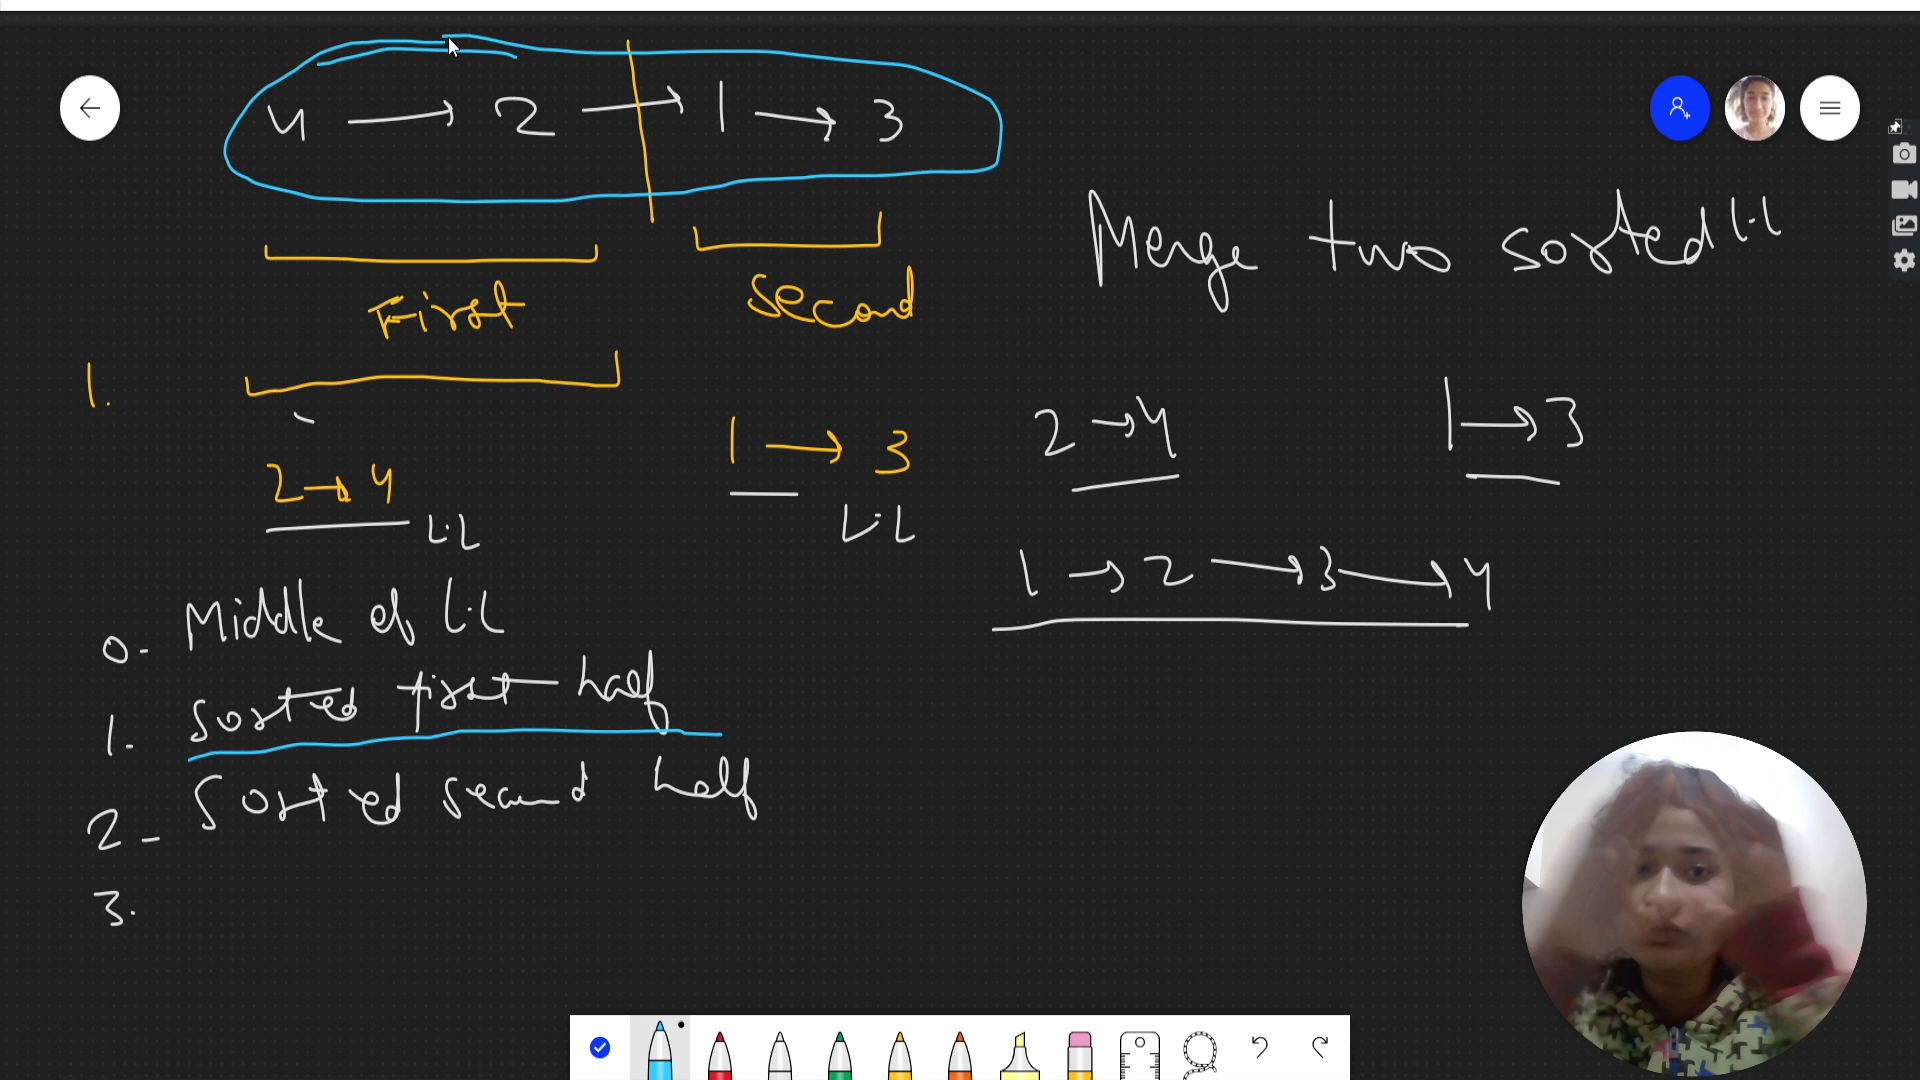 4 → 2 → 1 → 3
First
Second
1.
2 → 4
L.L
1 → 3
L.L
0- Middle of L.L
1- Sorted first half
2- Sorted second half
3.
Merge two sorted L.L
2 → 4
1 → 3
1 → 2 → 3 → 4